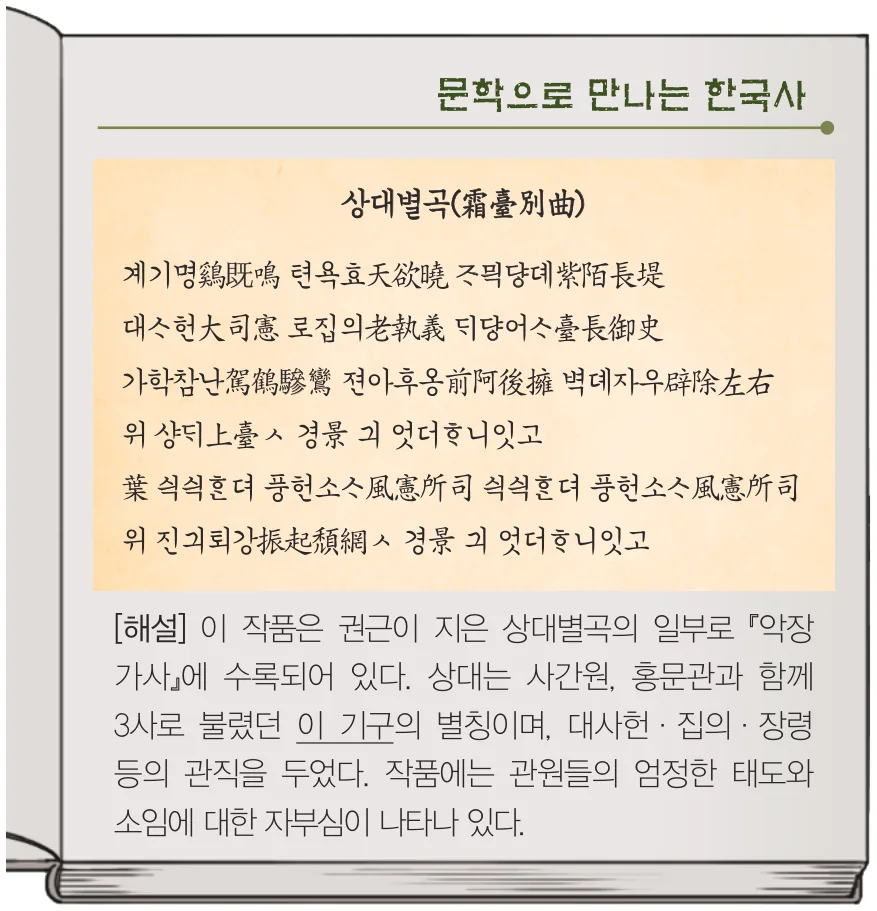 문학으로 만나는 한국사
상대별곡(霜臺別曲)
계기명鷄既鳴 텬욕효天欲曉 ᄌᆞᄆᆡᆨ댱뎨紫陌長堤
대ᄉᆞ헌大司憲 로집의老執義 ᄃᆡ댱어ᄉᆞ臺長御史
가학참난駕鶴驂鸞 젼아후옹前阿後擁 벽뎨자우辟除左右
위 샹ᄃᆡ上臺ㅅ 경景 긔 엇더ᄒᆞ니잇고
葉 싁싁ᄒᆞᆫ뎌 풍헌소ᄉᆞ風憲所司 싁싁ᄒᆞᆫ뎌 풍헌소ᄉᆞ風憲所司
위 진긔퇴강振起頹網ㅅ 경景 긔 엇더ᄒᆞ니잇고
[해설] 이 작품은 권근이 지은 상대별곡의 일부로 『악장
가사』에 수록되어 있다. 상대는 사간원, 홍문관과 함께
3사로 불렸던 이 기구의 별칭이며, 대사헌 · 집의 · 장령
등의 관직을 두었다. 작품에는 관원들의 엄정한 태도와
소임에 대한 자부심이 나타나 있다.